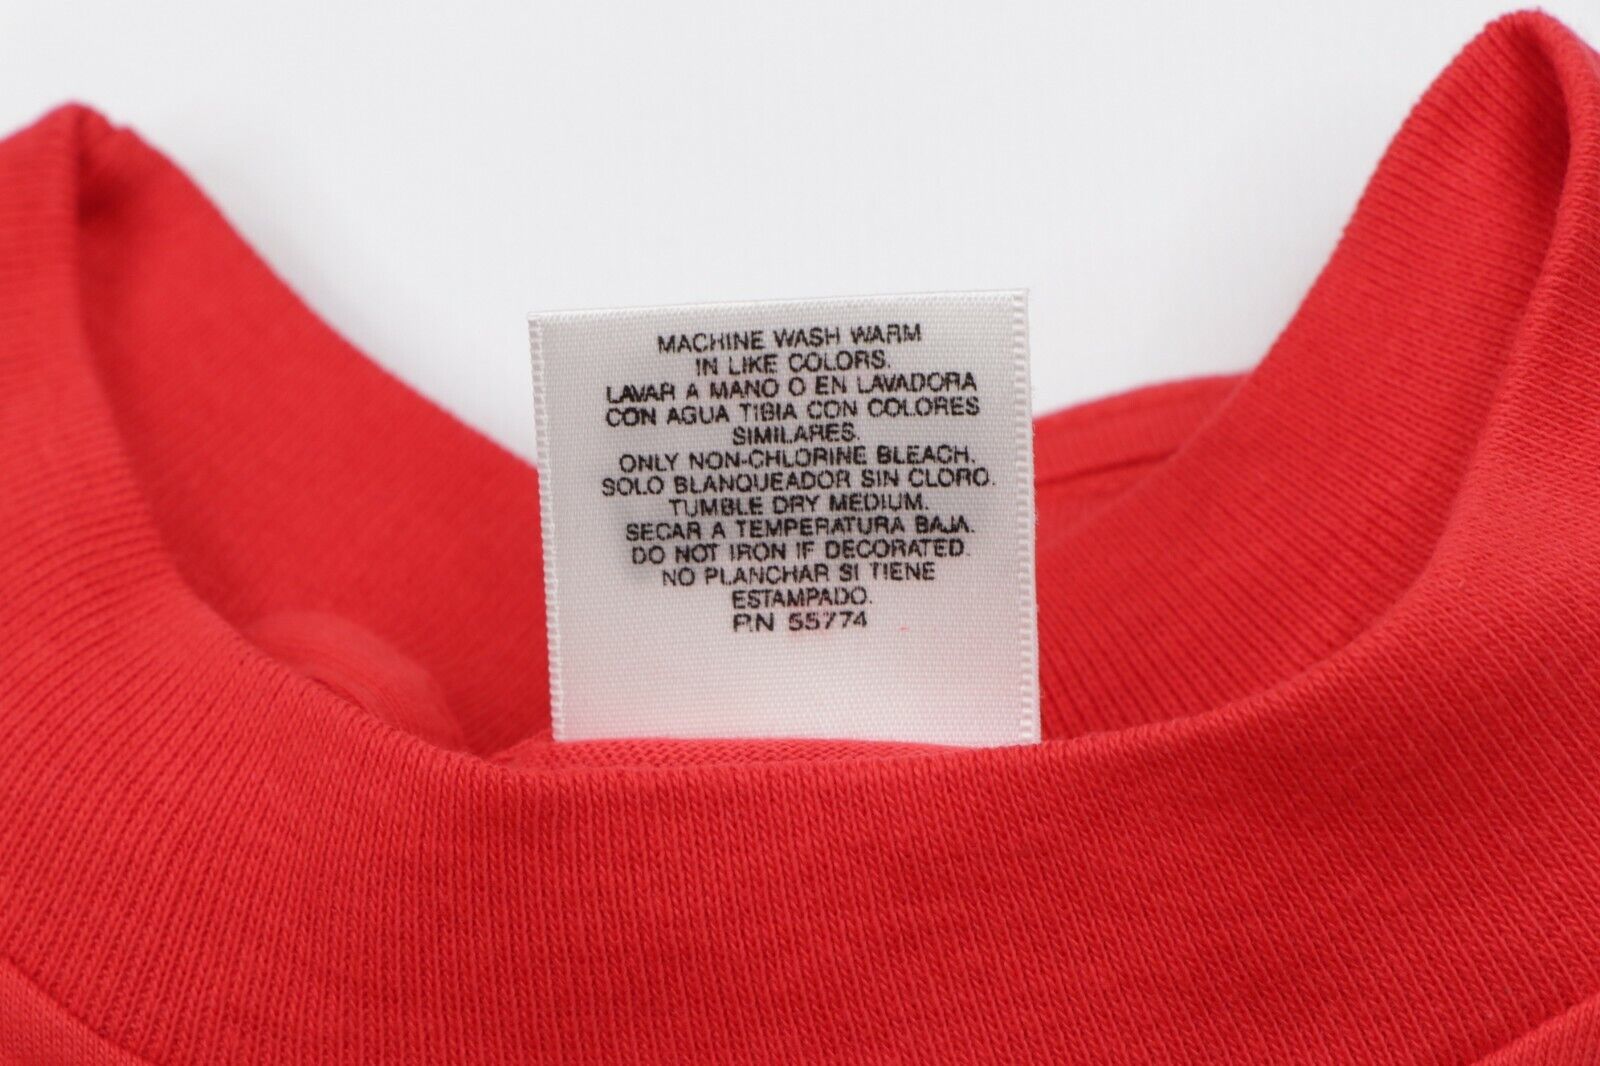 MACHINE WASH WARM
IN LIKE COLORS.
LAVAR A MANO O EN LAVADORA
CON AGUA TIBIA CON COLORES
SIMILARES.
ONLY NON-CHLORINE BLEACH.
SOLO BLANQUEADOR SIN CLORO.
TUMBLE DRY MEDIUM.
SECAR A TEMPERATURA BAJA.
DO NOT IRON IF DECORATED.
NO PLANCHAR SI TIENE
ESTAMPADO.
RN 55774